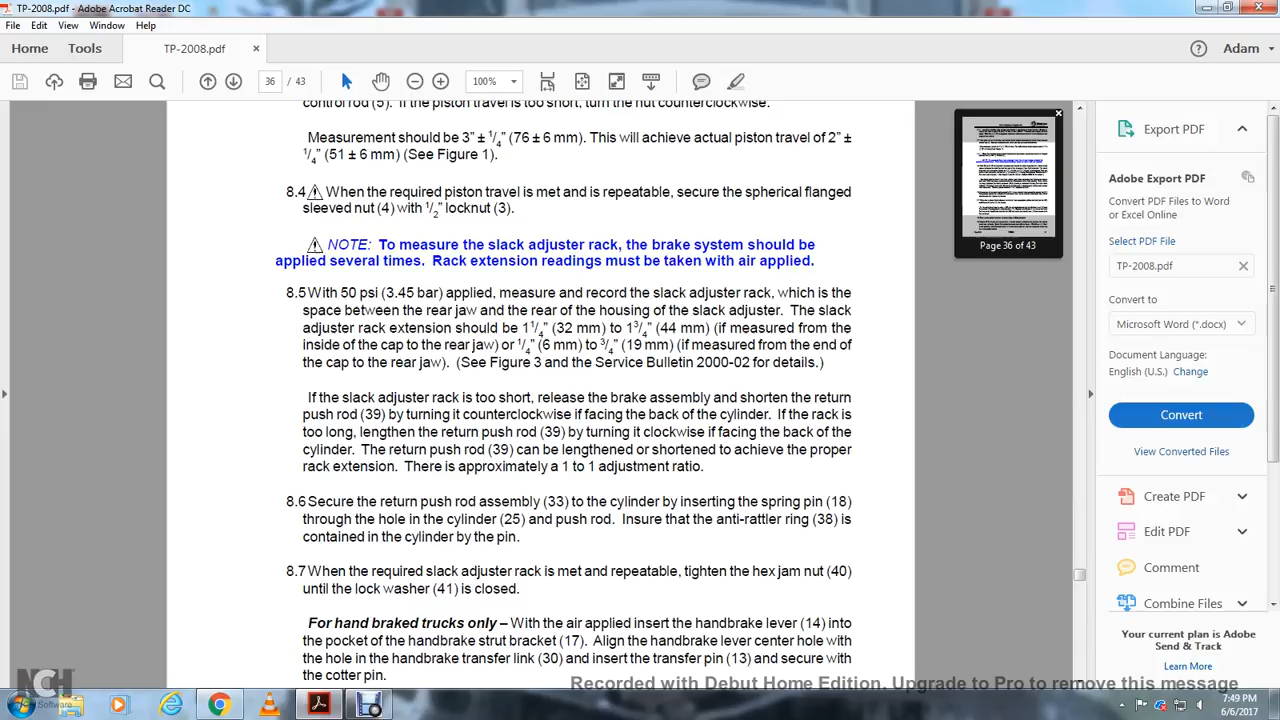 TP-2008.pdf - Adobe Acrobat Reader DC
File Edit View Window Help
Home Tools TP-2008.pdf × Adam
36 / 43 100%
control rod (5). If the piston travel is too short, turn the nut counterclockwise.
Measurement should be 3” ± 1/4” (76 ± 6 mm). This will achieve actual piston travel of 2” ±
1/4” (51 ± 6 mm) (See Figure 1).
8.4 When the required piston travel is met and is repeatable, secure the spherical flanged
sleeved nut (4) with 1/2” locknut (3).
NOTE: To measure the slack adjuster rack, the brake system should be
applied several times. Rack extension readings must be taken with air applied.
8.5 With 50 psi (3.45 bar) applied, measure and record the slack adjuster rack, which is the
space between the rear jaw and the rear of the housing of the slack adjuster. The slack
adjuster rack extension should be 1 1/4” (32 mm) to 1 3/4” (44 mm) (if measured from the
inside of the cap to the rear jaw) or 1/4” (6 mm) to 3/4” (19 mm) (if measured from the end of
the cap to the rear jaw). (See Figure 3 and the Service Bulletin 2000-02 for details.)
If the slack adjuster rack is too short, release the brake assembly and shorten the return
push rod (39) by turning it counterclockwise if facing the back of the cylinder. If the rack is
too long, lengthen the return push rod (39) by turning it clockwise if facing the back of the
cylinder. The return push rod (39) can be lengthened or shortened to achieve the proper
rack extension. There is approximately a 1 to 1 adjustment ratio.
8.6 Secure the return push rod assembly (33) to the cylinder by inserting the spring pin (18)
through the hole in the cylinder (25) and push rod. Insure that the anti-rattler ring (38) is
contained in the cylinder by the pin.
8.7 When the required slack adjuster rack is met and repeatable, tighten the hex jam nut (40)
until the lock washer (41) is closed.
For hand braked trucks only – With the air applied insert the handbrake lever (14) into
the pocket of the handbrake strut bracket (17). Align the handbrake lever center hole with
the hole in the handbrake transfer link (30) and insert the transfer pin (13) and secure with
the cotter pin.
Page 36 of 43
Export PDF
Adobe Export PDF
Convert PDF Files to Word
or Excel Online
Select PDF File
TP-2008.pdf
Convert to
Microsoft Word (*.docx)
Document Language:
English (U.S.) Change
Convert
View Converted Files
Create PDF
Edit PDF
Comment
Combine Files
Your current plan is Adobe
Send & Track
Learn More
NCH Software
Recorded with Debut Home Edition. Upgrade to Pro to remove this message
7:49 PM
6/6/2017